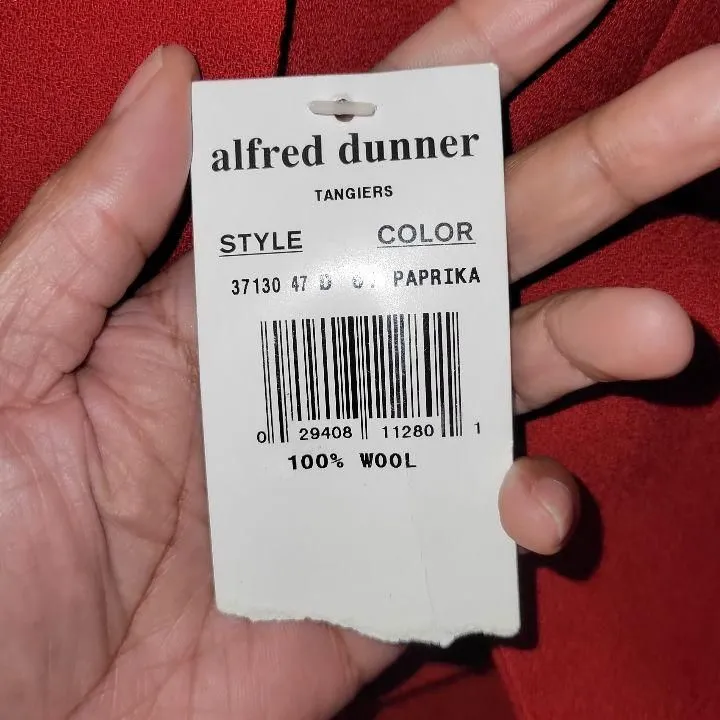 alfred dunner
TANGIERS
STYLE COLOR
37130 47 D PAPRIKA
0 29408 11280 1
100% WOOL